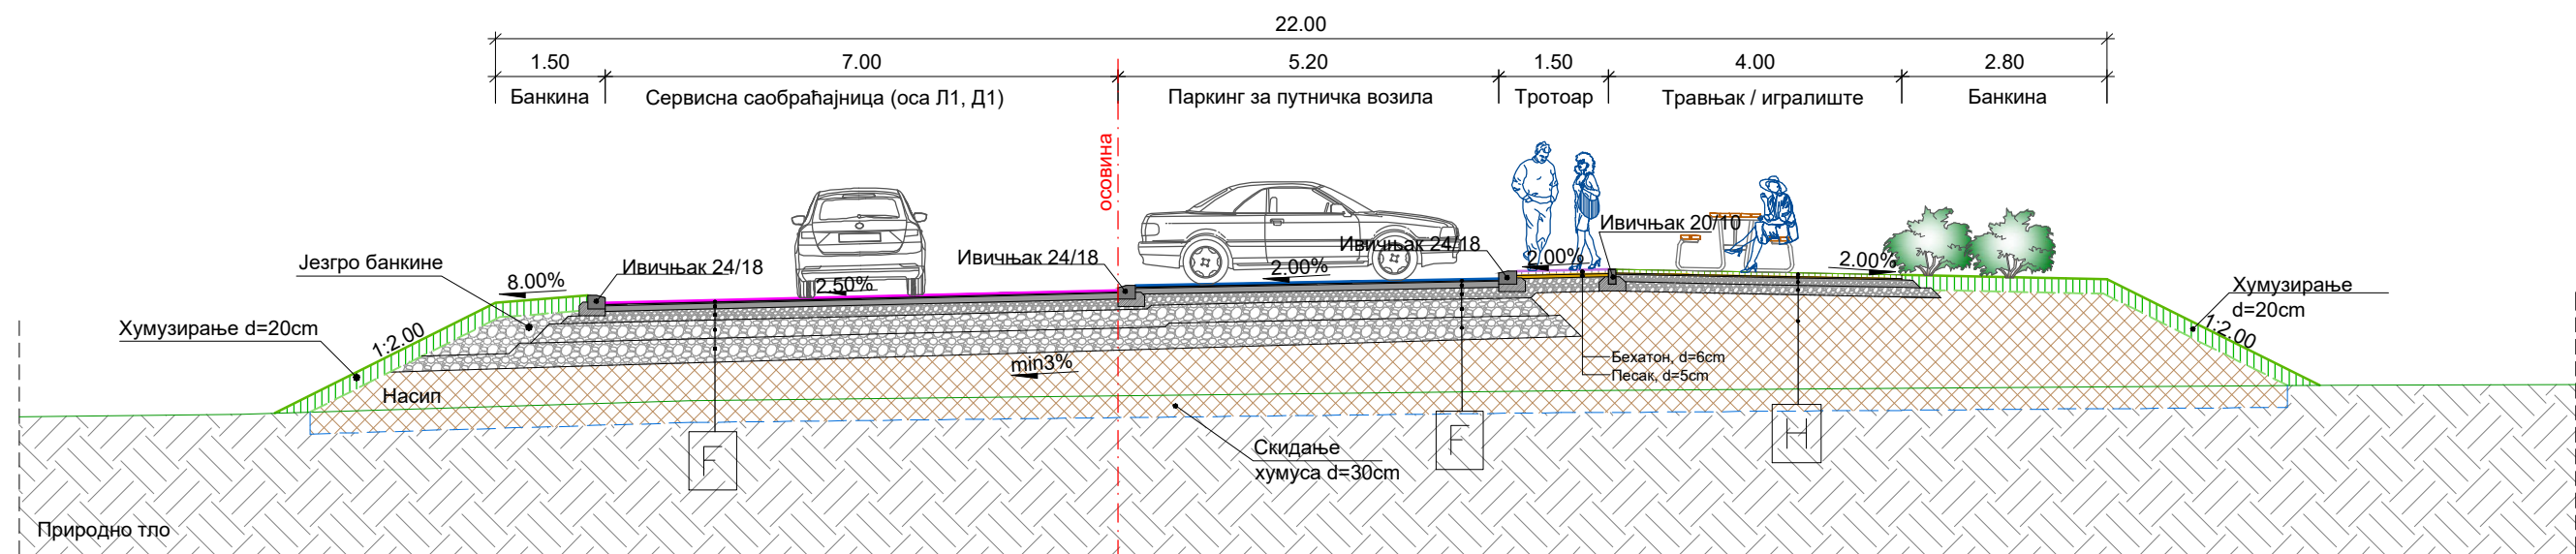 22.00
1.50 7.00 5.20 1.50 4.00 2.80
Банкина Сервисна саобраћајница (оса Л1, Д1) Паркинг за путничка возила Тротоар Травњак / игралиште Банкина
осовина
Ивичњак 20/10
Ивичњак 24/18
Ивичњак 24/18
Ивичњак 24/18
Језгро банкине
8.00%
2.50%
2.00%
2.00%
2.00%
Хумузирање
d=20cm
Хумузирање d=20cm
1:2.00
1:2.00
Бехатон, d=6cm
Песак, d=5cm
min3%
Насип
F
F
H
Скидање
хумуса d=30cm
Природно тло